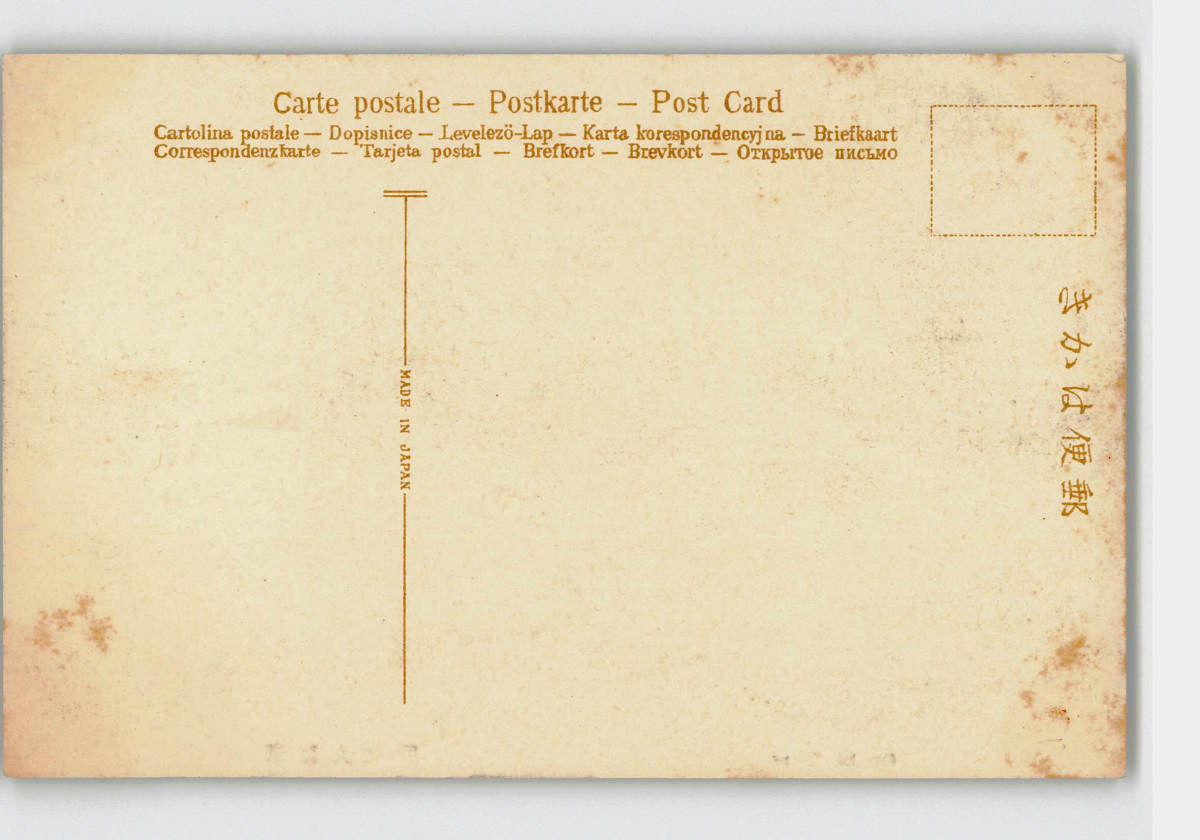 Carte postale — Postkarte — Post Card
Cartolina postale — Dopisnice — Levelezö-Lap — Karta korespondencyjna — Briefkaart
Correspondenzkarte — Tarjeta postal — Brefkort — Brevkort — Открытое письмо
MADE IN JAPAN
きかは便郵